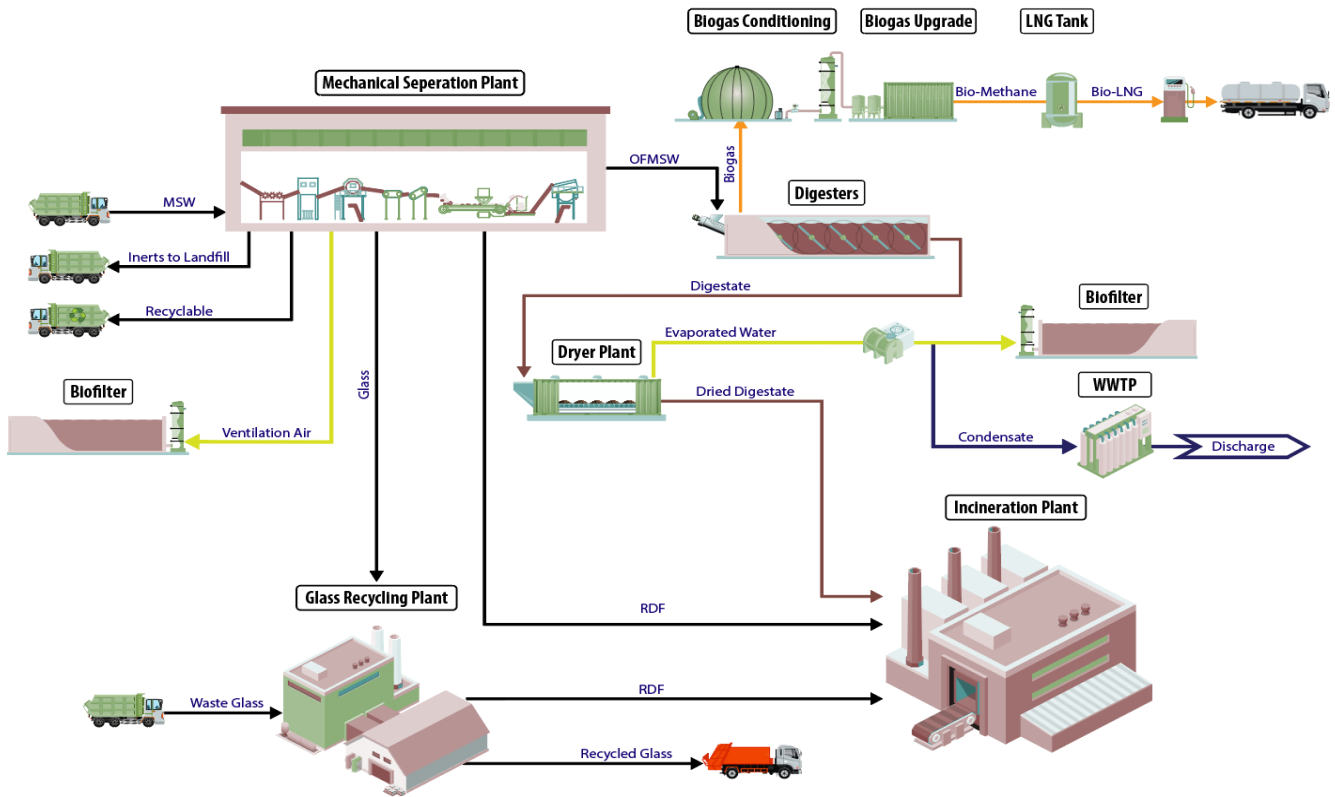 Biogas Conditioning
Biogas Upgrade
LNG Tank
Mechanical Seperation Plant
Bio-Methane
Bio-LNG
OFMSW
Biogas
Digesters
MSW
Inerts to Landfill
Recyclable
Digestate
Biofilter
Evaporated Water
Dryer Plant
Glass
Biofilter
WWTP
Dried Digestate
Ventilation Air
Condensate
Discharge
Incineration Plant
Glass Recycling Plant
RDF
Waste Glass
RDF
Recycled Glass